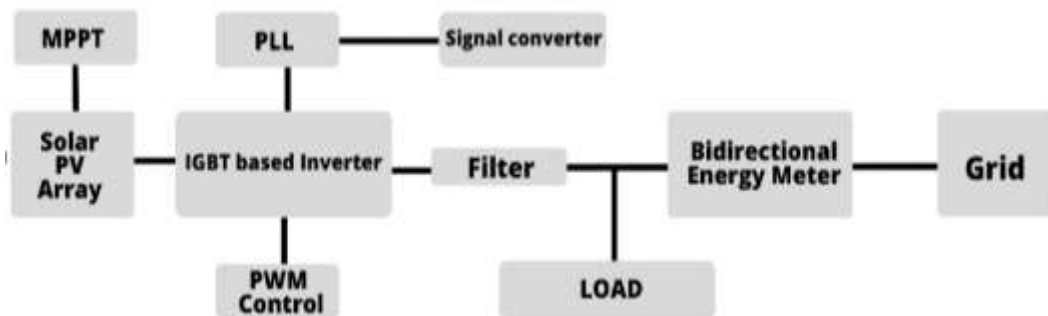 MPPT
PLL
Signal converter
Solar
PV
Array
IGBT based Inverter
Filter
Bidirectional
Energy Meter
Grid
PWM
Control
LOAD